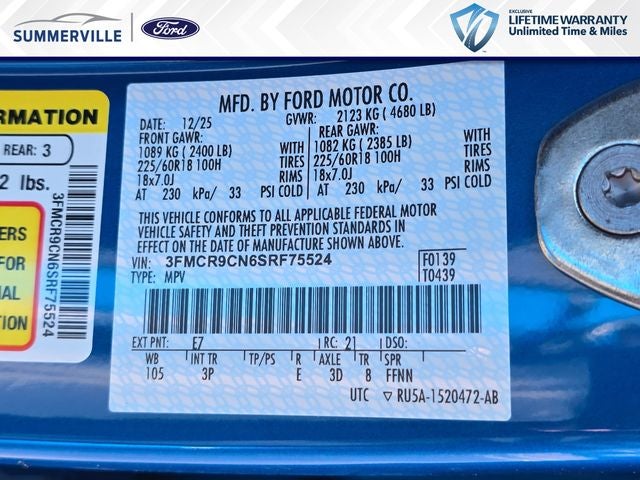 SUMMERVILLE Ford
EXCLUSIVE
LIFETIME WARRANTY
Unlimited Time & Miles
RMATION
REAR: 3
2 lbs.
ERS
FOR
NAL
TION
3FMCR9CN6SRF75524
MFD. BY FORD MOTOR CO.
DATE: 12/25 GVWR: 2123 KG ( 4680 LB)
FRONT GAWR: REAR GAWR:
1089 KG ( 2400 LB) WITH 1082 KG ( 2385 LB) WITH
225/60R18 100H TIRES 225/60R18 100H TIRES
18x7.0J RIMS 18x7.0J RIMS
AT 230 kPa/ 33 PSI COLD AT 230 kPa/ 33 PSI COLD
THIS VEHICLE CONFORMS TO ALL APPLICABLE FEDERAL MOTOR
VEHICLE SAFETY AND THEFT PREVENTION STANDARDS IN
EFFECT ON THE DATE OF MANUFACTURE SHOWN ABOVE.
VIN: 3FMCR9CN6SRF75524 F0139
TYPE: MPV T0439
EXT PNT: E7 RC: 21 DSO:
WB INT TR TP/PS R AXLE TR SPR
105 3P E 3D 8 FFNN
UTC ▽RU5A-1520472-AB